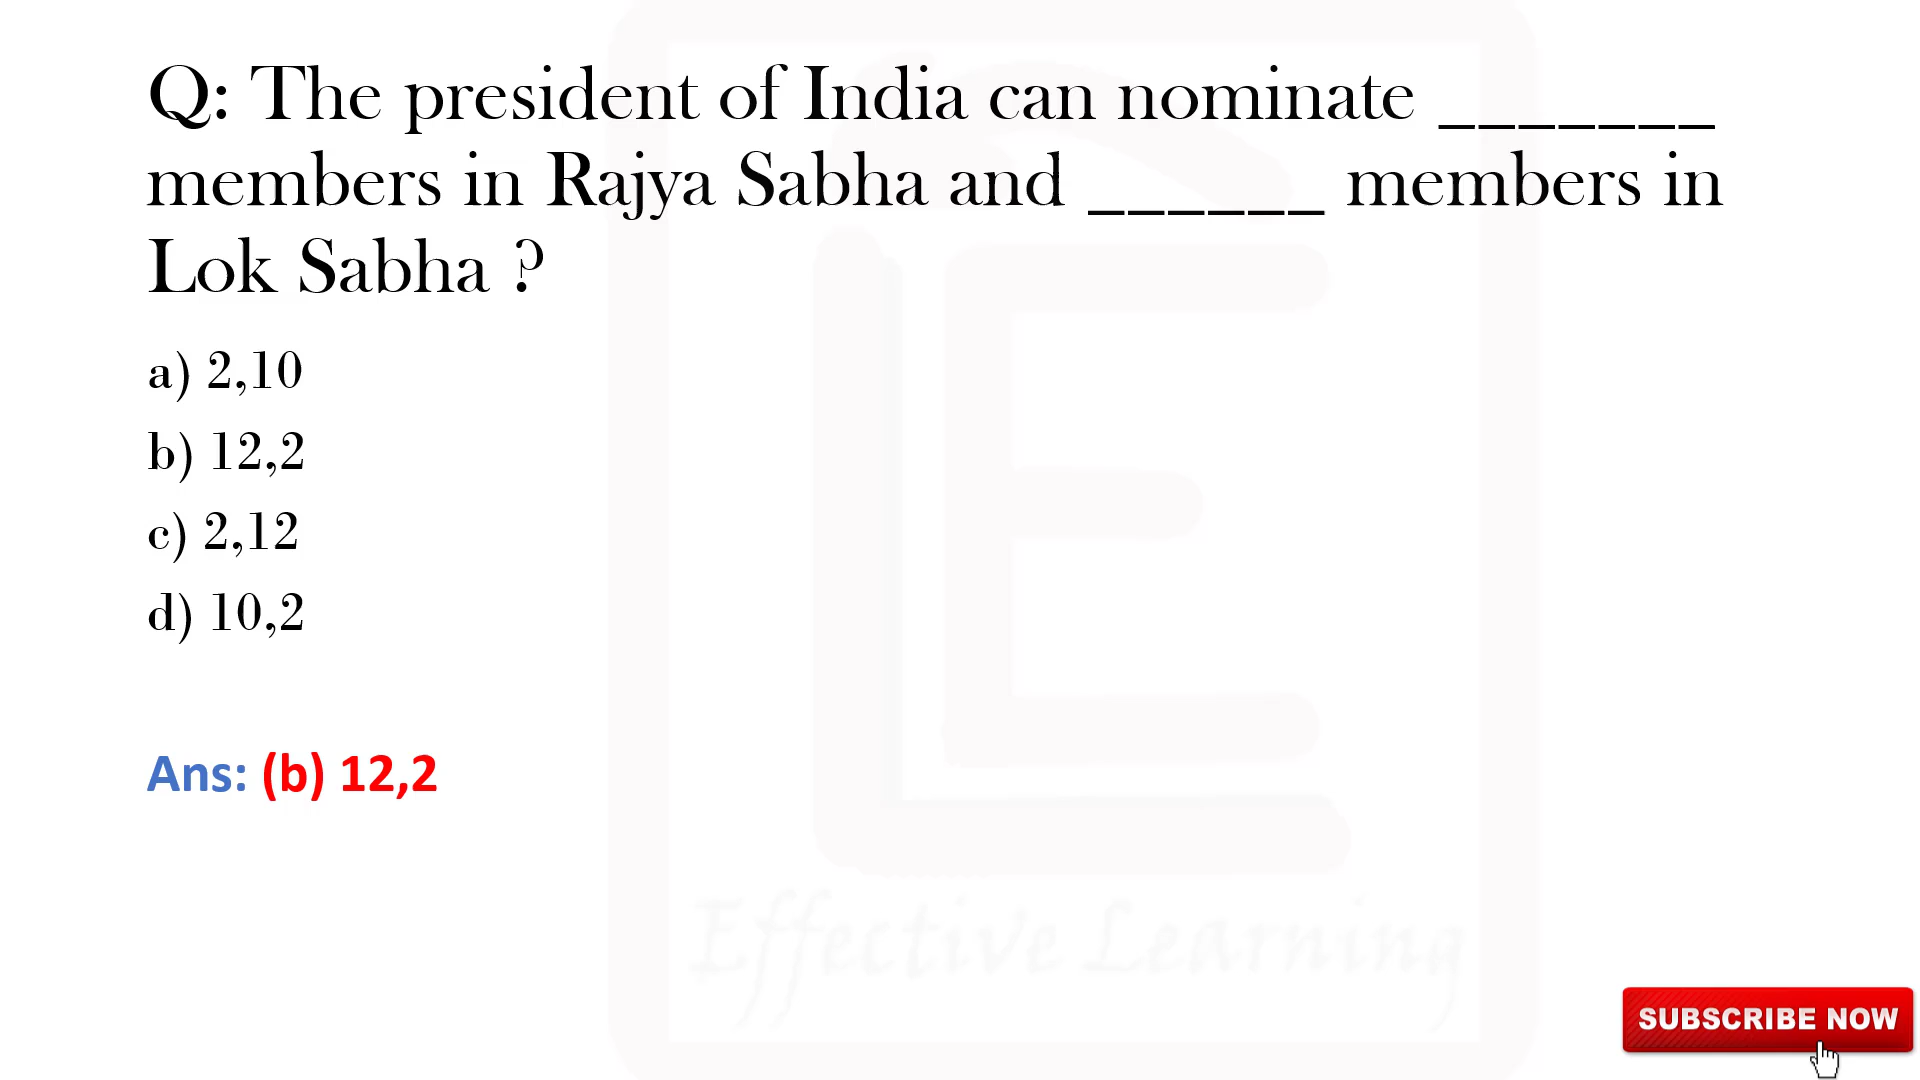 Q: The president of India can nominate _______
members in Rajya Sabha and ______ members in
Lok Sabha ?
a) 2,10
b) 12,2
c) 2,12
d) 10,2
Ans: (b) 12,2
Effective Learning
SUBSCRIBE NOW